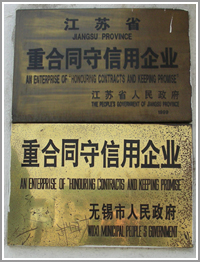 江苏省
JIANGSU PROVINCE
重合同守信用企业
AN ENTERPRISE OF "HONOURING CONTRACTS AND KEEPING PROMISE"
江苏省人民政府
THE PEOPLE'S GOVERNMENT OF JIANGSU PROVINCE
重合同守信用企业
AN ENTERPRISE OF "HONOURING CONTRACTS AND KEEPING PROMISE"
无锡市人民政府
WUXI MUNICIPAL PEOPLE'S GOVERNMENT